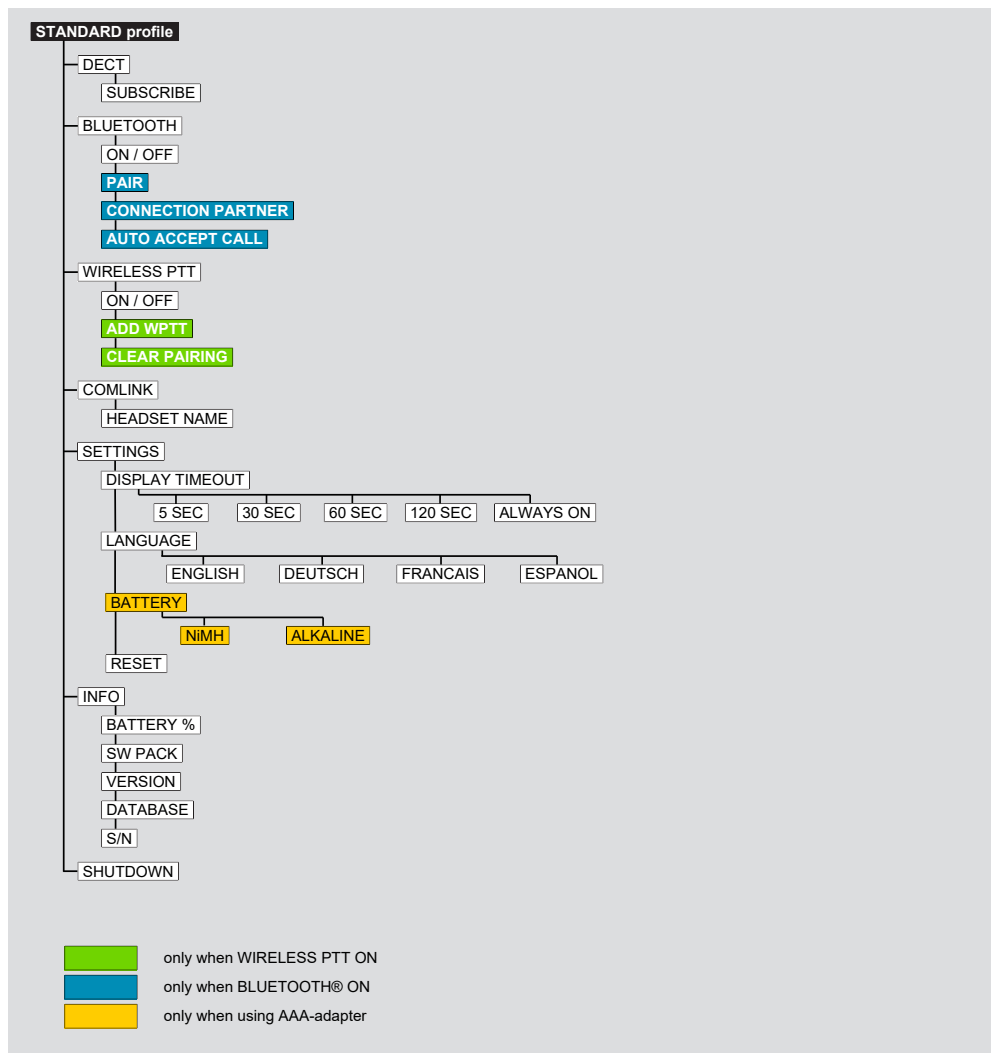 STANDARD profile
DECT
SUBSCRIBE
BLUETOOTH
ON / OFF
PAIR
CONNECTION PARTNER
AUTO ACCEPT CALL
WIRELESS PTT
ON / OFF
ADD WPTT
CLEAR PAIRING
COMLINK
HEADSET NAME
SETTINGS
DISPLAY TIMEOUT
5 SEC 30 SEC 60 SEC 120 SEC ALWAYS ON
LANGUAGE
ENGLISH DEUTSCH FRANCAIS ESPANOL
BATTERY
NiMH ALKALINE
RESET
INFO
BATTERY %
SW PACK
VERSION
DATABASE
S/N
SHUTDOWN
only when WIRELESS PTT ON
only when BLUETOOTH® ON
only when using AAA-adapter